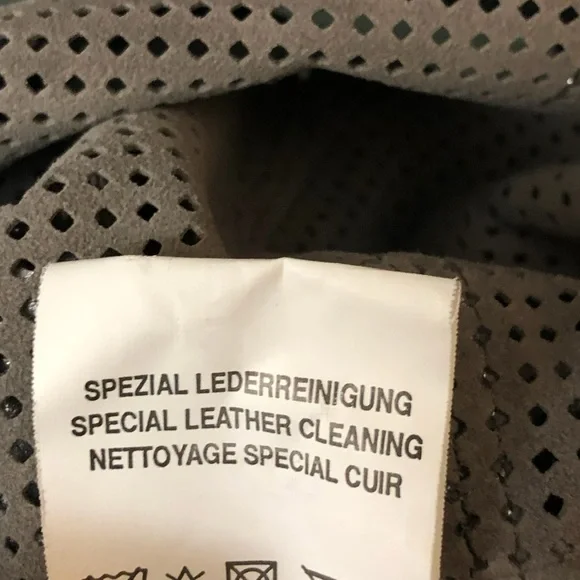 SPEZIAL LEDERREINIGUNG
SPECIAL LEATHER CLEANING
NETTOYAGE SPECIAL CUIR